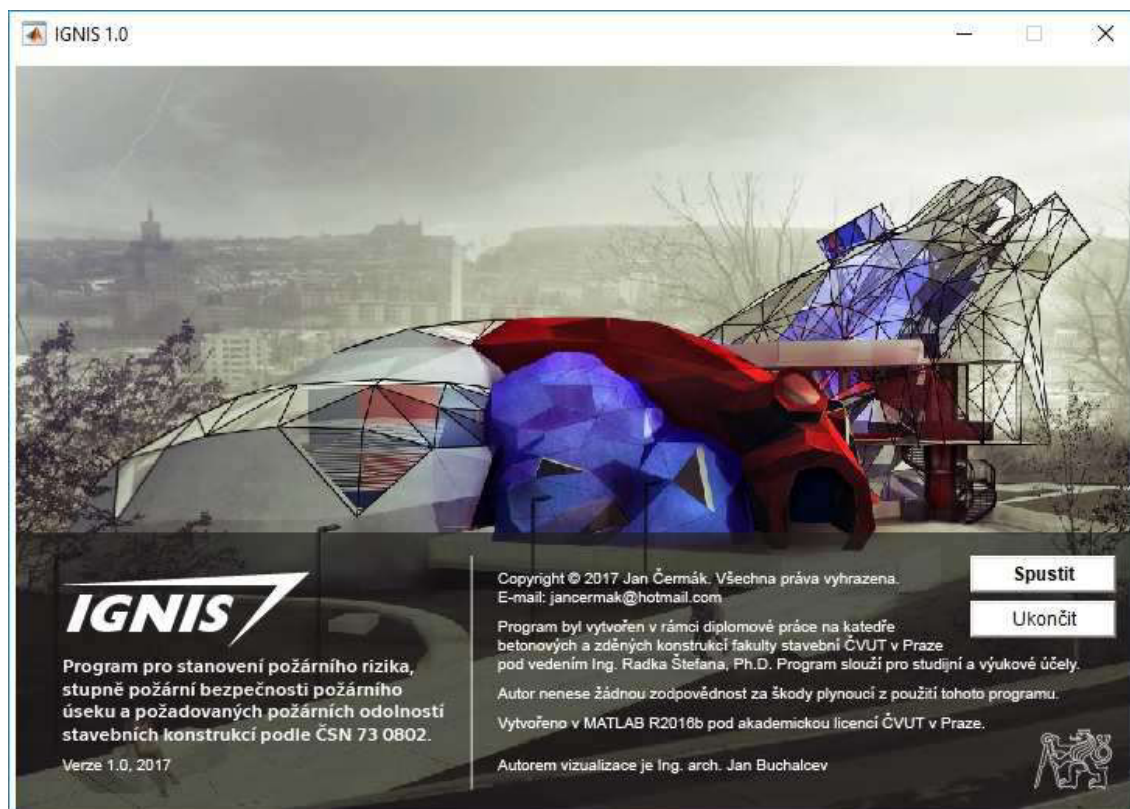 IGNIS 1.0
IGNIS
Program pro stanovení požárního rizika,
stupně požární bezpečnosti požárního
úseku a požadovaných požárních odolností
stavebních konstrukcí podle ČSN 73 0802.
Verze 1.0, 2017
Copyright © 2017 Jan Čermák. Všechna práva vyhrazena.
E-mail: jancermak@hotmail.com
Program byl vytvořen v rámci diplomové práce na katedře
betonových a zděných konstrukcí fakulty stavební ČVUT v Praze
pod vedením Ing. Radka Štefana, Ph.D. Program slouží pro studijní a výukové účely.
Autor nenese žádnou zodpovědnost za škody plynoucí z použití tohoto programu.
Vytvořeno v MATLAB R2016b pod akademickou licencí ČVUT v Praze.
Autorem vizualizace je Ing. arch. Jan Buchalcev
Spustit
Ukončit